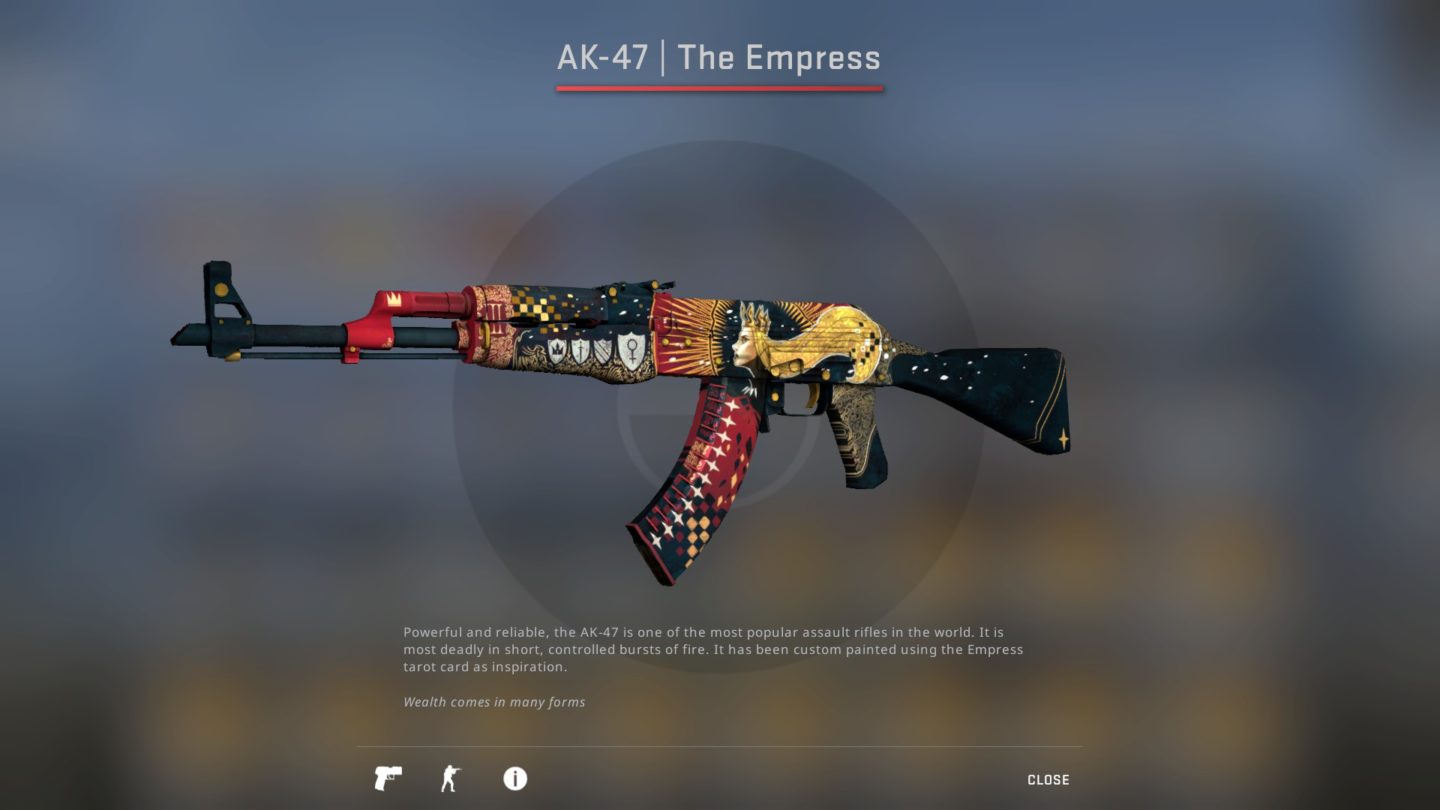 AK-47 | The Empress
Powerful and reliable, the AK-47 is one of the most popular assault rifles in the world. It is
most deadly in short, controlled bursts of fire. It has been custom painted using the Empress
tarot card as inspiration.
Wealth comes in many forms
CLOSE